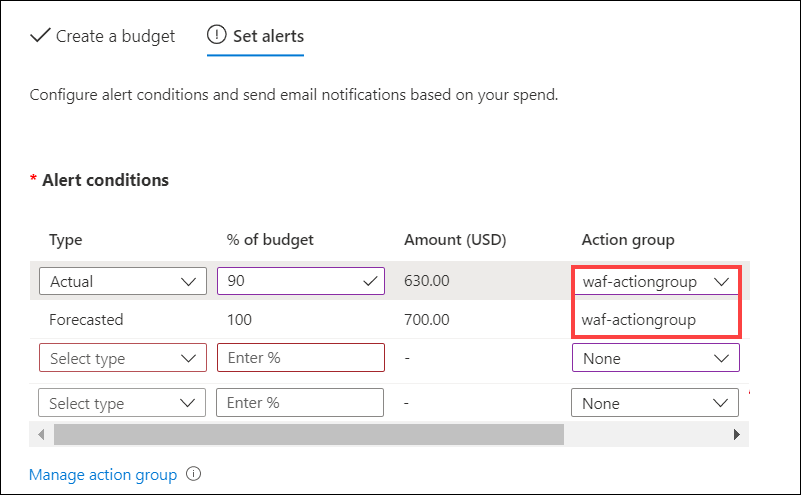 Create a budget Set alerts
Configure alert conditions and send email notifications based on your spend.
* Alert conditions
Type % of budget Amount (USD) Action group
Actual 90 630.00 waf-actiongroup
Forecasted 100 700.00 waf-actiongroup
Select type Enter % - None
Select type Enter % - None
Manage action group